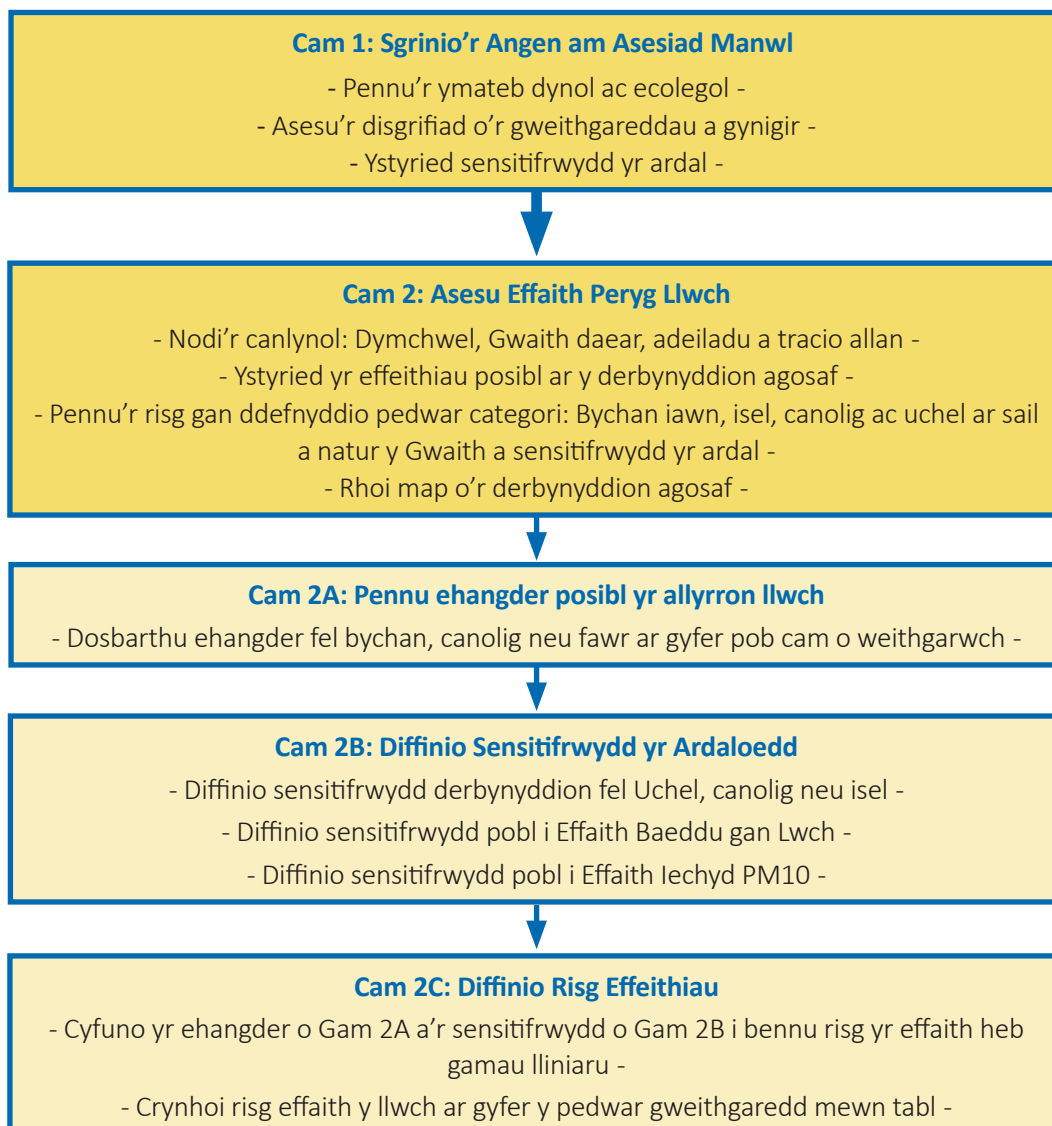 Cam 1: Sgrinio’r Angen am Asesiad Manwl
- Pennu’r ymateb dynol ac ecolegol -
- Asesu’r disgrifiad o’r gweithgareddau a gynigir -
- Ystyried sensitifrwydd yr ardal -
Cam 2: Asesu Effaith Peryg Llwch
- Nodi’r canlynol: Dymchwel, Gwaith daear, adeiladu a tracio allan -
- Ystyried yr effeithiau posibl ar y derbynyddion agosaf -
- Pennu’r risg gan ddefnyddio pedwar categori: Bychan iawn, isel, canolig ac uchel ar sail
a natur y Gwaith a sensitifrwydd yr ardal -
- Rhoi map o’r derbynyddion agosaf -
Cam 2A: Pennu ehangder posibl yr allyrron llwch
- Dosbarthu ehangder fel bychan, canolig neu fawr ar gyfer pob cam o weithgarwch -
Cam 2B: Diffinio Sensitifrwydd yr Ardaloedd
- Diffinio sensitifrwydd derbynyddion fel Uchel, canolig neu isel -
- Diffinio sensitifrwydd pobl i Effaith Baeddu gan Lwch -
- Diffinio sensitifrwydd pobl i Effaith Iechyd PM10 -
Cam 2C: Diffinio Risg Effeithiau
- Cyfuno yr ehangder o Gam 2A a’r sensitifrwydd o Gam 2B i bennu risg yr effaith heb
gamau lliniaru -
- Crynhoi risg effaith y llwch ar gyfer y pedwar gweithgaredd mewn tabl -